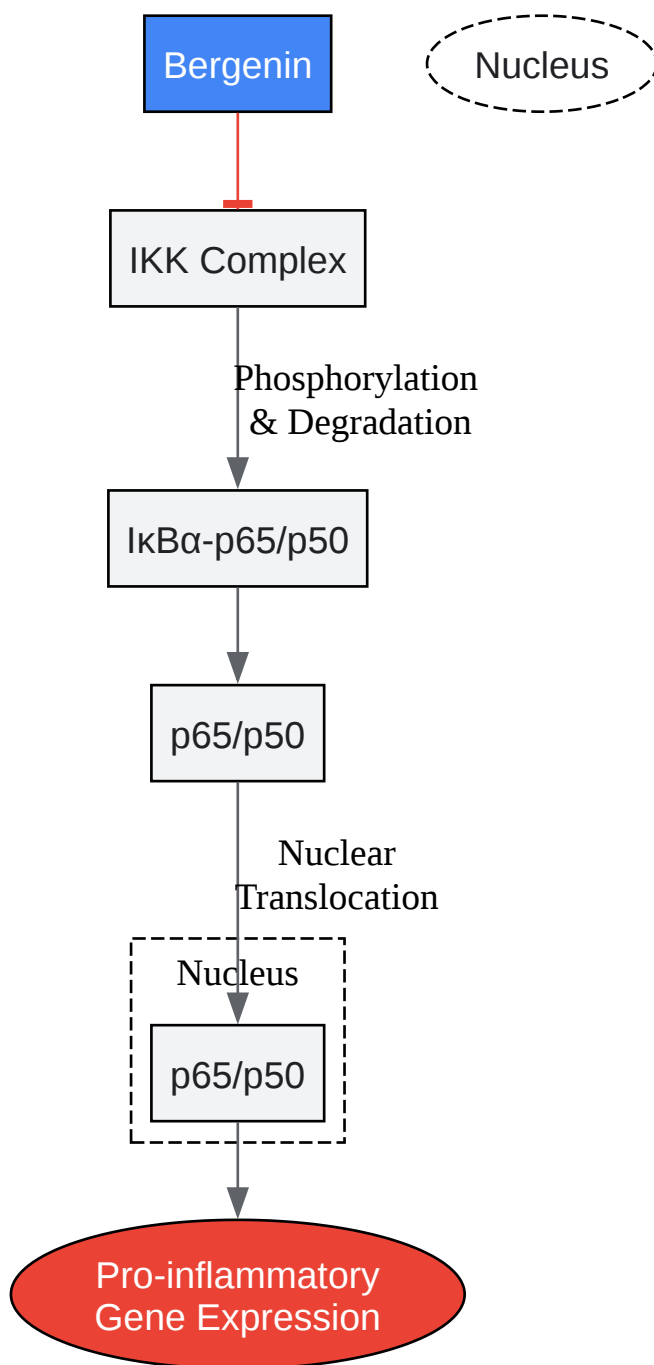 Bergenin
Nucleus
IKK Complex
Phosphorylation
& Degradation
IκBα-p65/p50
p65/p50
Nuclear
Translocation
Nucleus
p65/p50
Pro-inflammatory
Gene Expression